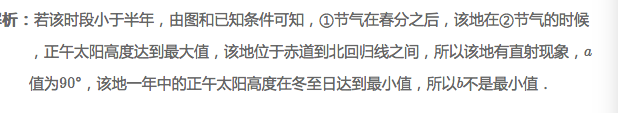 解析：若该时段小于半年，由图和已知条件可知，①节气在春分之后，该地在②节气的时候
，正午太阳高度达到最大值，该地位于赤道到北回归线之间，所以该地有直射现象，a
值为90°，该地一年中的正午太阳高度在冬至日达到最小值，所以b不是最小值．